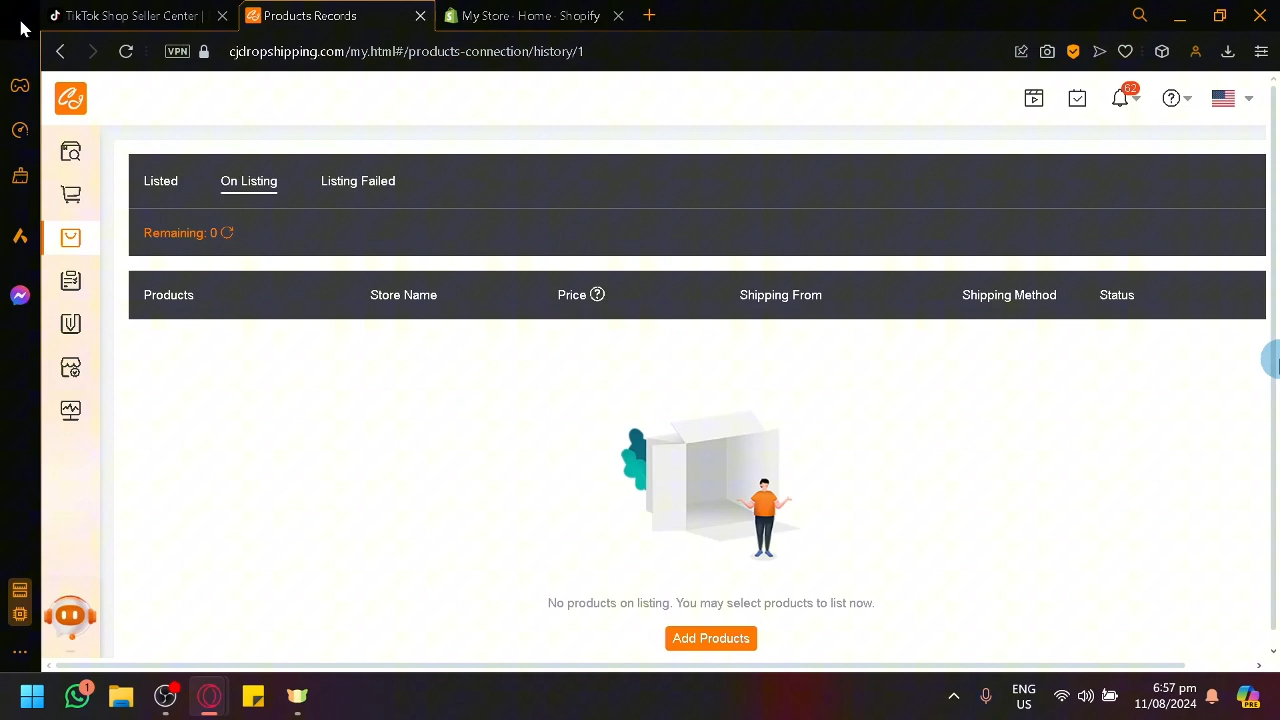 TikTok Shop Seller Center |
Products Records
My Store · Home · Shopify
VPN
cjdropshipping.com/my.html#/products-connection/history/1
62
Listed
On Listing
Listing Failed
Remaining: 0
Products
Store Name
Price
Shipping From
Shipping Method
Status
No products on listing. You may select products to list now.
Add Products
1
ENG
US
6:57 pm
11/08/2024
PRE